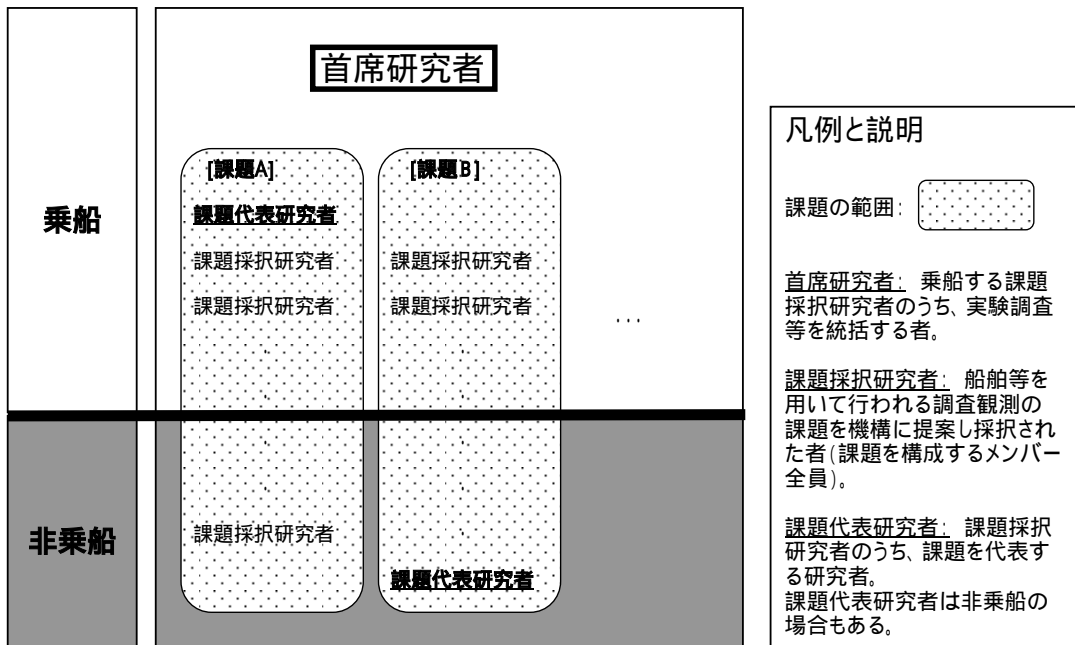 首席研究者
乗船
[課題A]
課題代表研究者
課題採択研究者
課題採択研究者
.
.
.
.
課題採択研究者
[課題B]
課題採択研究者
課題採択研究者
.
.
.
.
課題代表研究者
...
非乗船
凡例と説明
課題の範囲:
首席研究者: 乗船する課題
採択研究者のうち、実験調査
等を統括する者。
課題採択研究者: 船舶等を
用いて行われる調査観測の
課題を機構に提案し採択され
た者(課題を構成するメンバー
全員)。
課題代表研究者: 課題採択
研究者のうち、課題を代表す
る研究者。
課題代表研究者は非乗船の
場合もある。